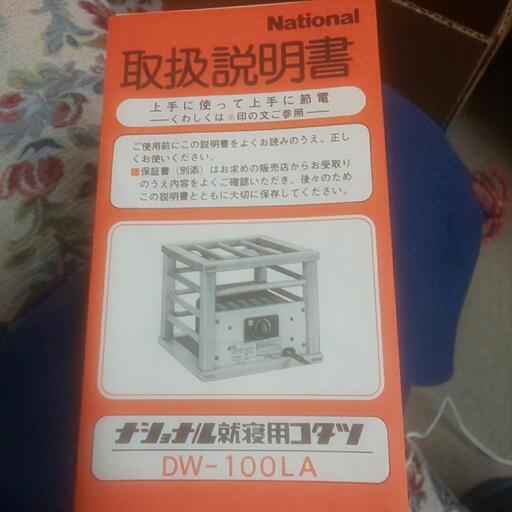 National
取扱説明書
上手に使って上手に節電
―くわしくは※印の文ご参照―
ご使用前にこの説明書をよくお読みのうえ、正し
くお使いください。
■保証書（別添）はお求めの販売店からお受取り
のうえ内容をよくご確認いただき、後々のため
この説明書とともに大切に保存してください。
ナショナル就寝用コタツ
DW-100LA